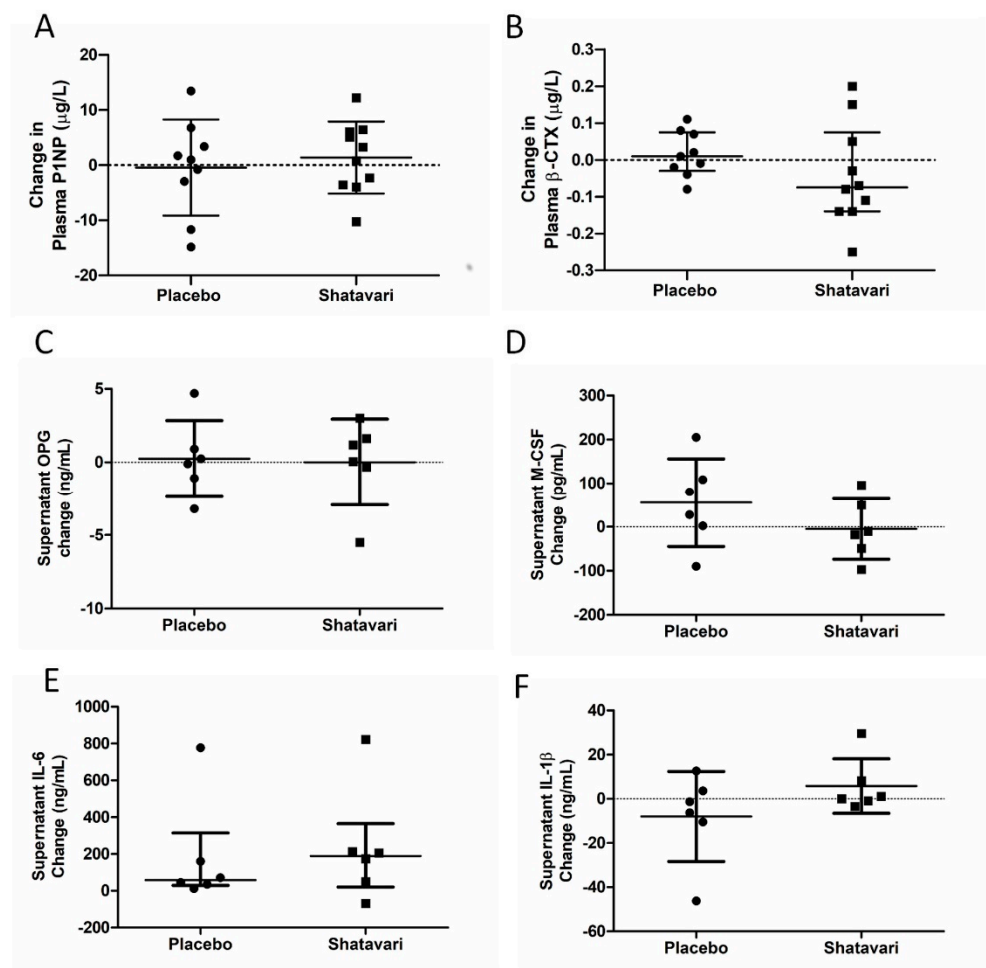 A
Change in
Plasma P1NP (µg/L)
20
10
0
-10
-20
Placebo
Shatavari
B
Change in
Plasma β-CTX (µg/L)
0.3
0.2
0.1
0.0
-0.1
-0.2
-0.3
Placebo
Shatavari
C
Supernatant OPG
change (ng/mL)
5
0
-5
-10
Placebo
Shatavari
D
Supernatant M-CSF
Change (pg/mL)
300
200
100
0
-100
-200
Placebo
Shatavari
E
Supernatant IL-6
Change (ng/mL)
1000
800
600
400
200
0
-200
Placebo
Shatavari
F
Supernatant IL-1β
Change (ng/mL)
40
20
0
-20
-40
-60
Placebo
Shatavari